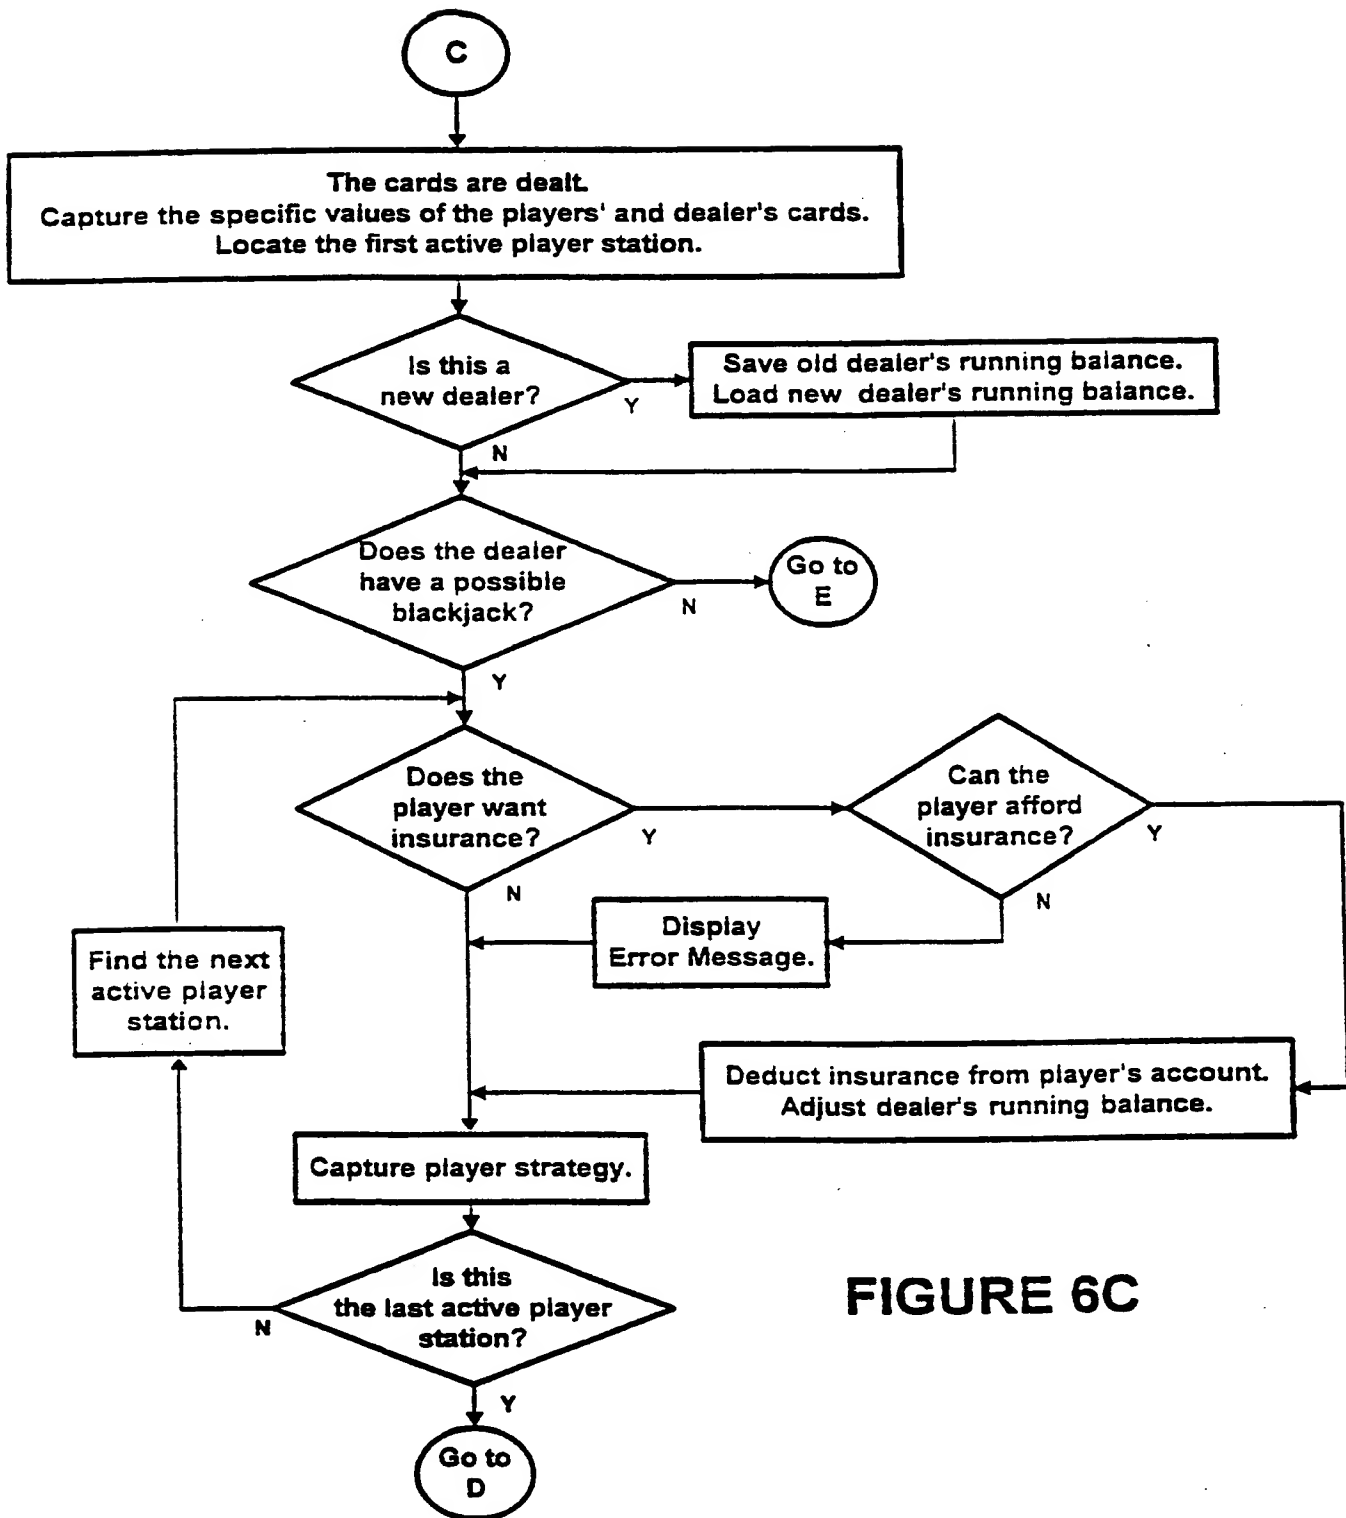 C
The cards are dealt.
Capture the specific values of the players' and dealer's cards.
Locate the first active player station.
Is this a
new dealer?
Y
Save old dealer's running balance.
Load new dealer's running balance.
N
Does the dealer
have a possible
blackjack?
N
Go to
E
Y
Does the
player want
insurance?
Y
Can the
player afford
insurance?
Y
N
N
Display
Error Message.
Find the next
active player
station.
Deduct insurance from player's account.
Adjust dealer's running balance.
Capture player strategy.
Is this
the last active player
station?
N
Y
Go to
D
FIGURE 6C